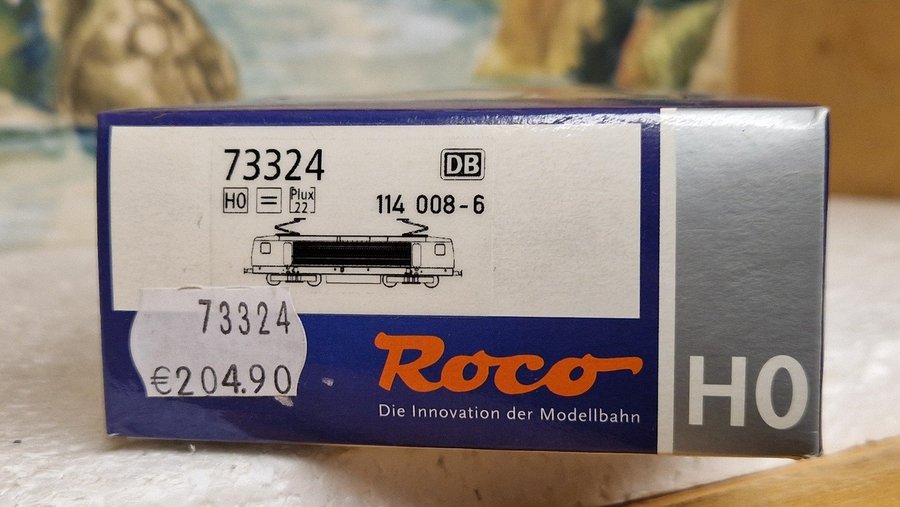 73324
DB
H0 = Plux 22
114 008-6
73324
€204.90
Roco
Die Innovation der Modellbahn
H0